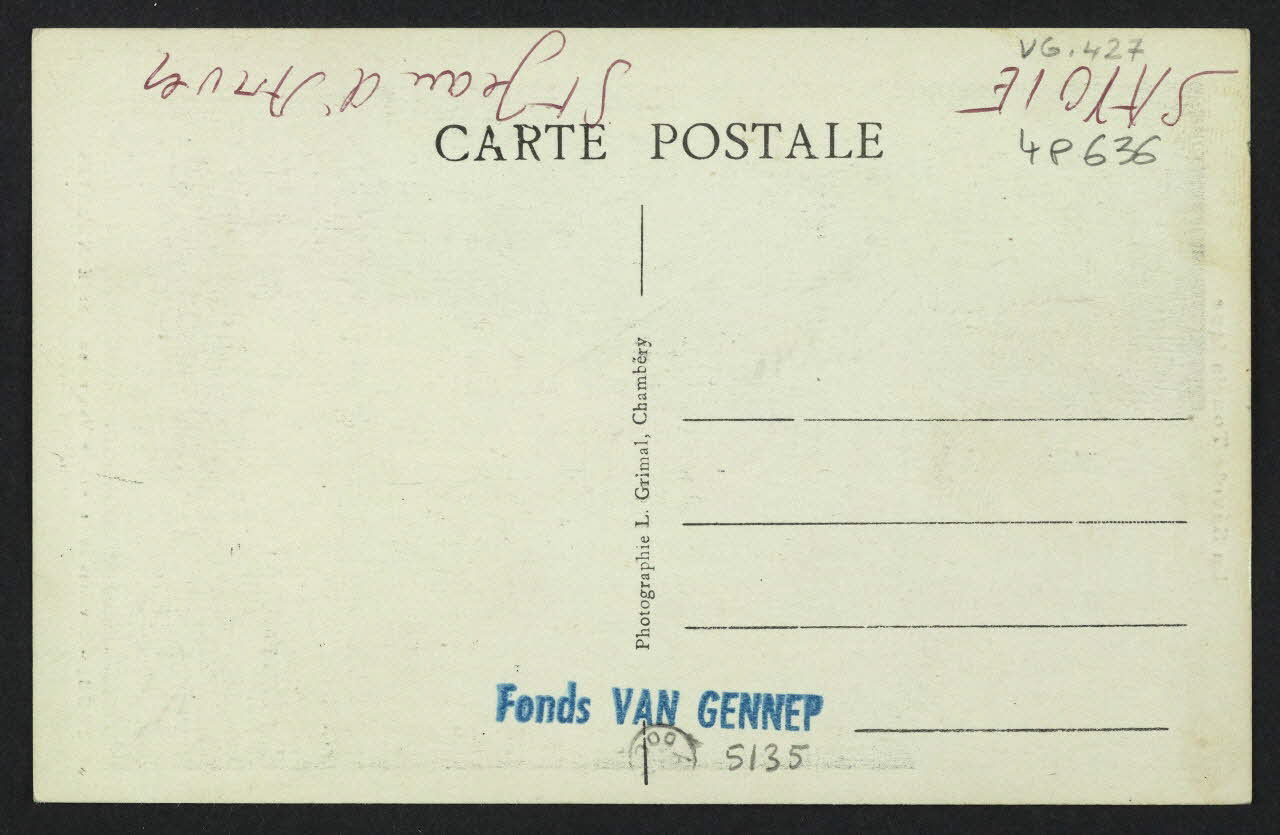 VG.427
SAVOIE
St Jean d'Arves
CARTE POSTALE
4P636
Photographie L. Grimal, Chambéry
Fonds VAN GENNEP
5135